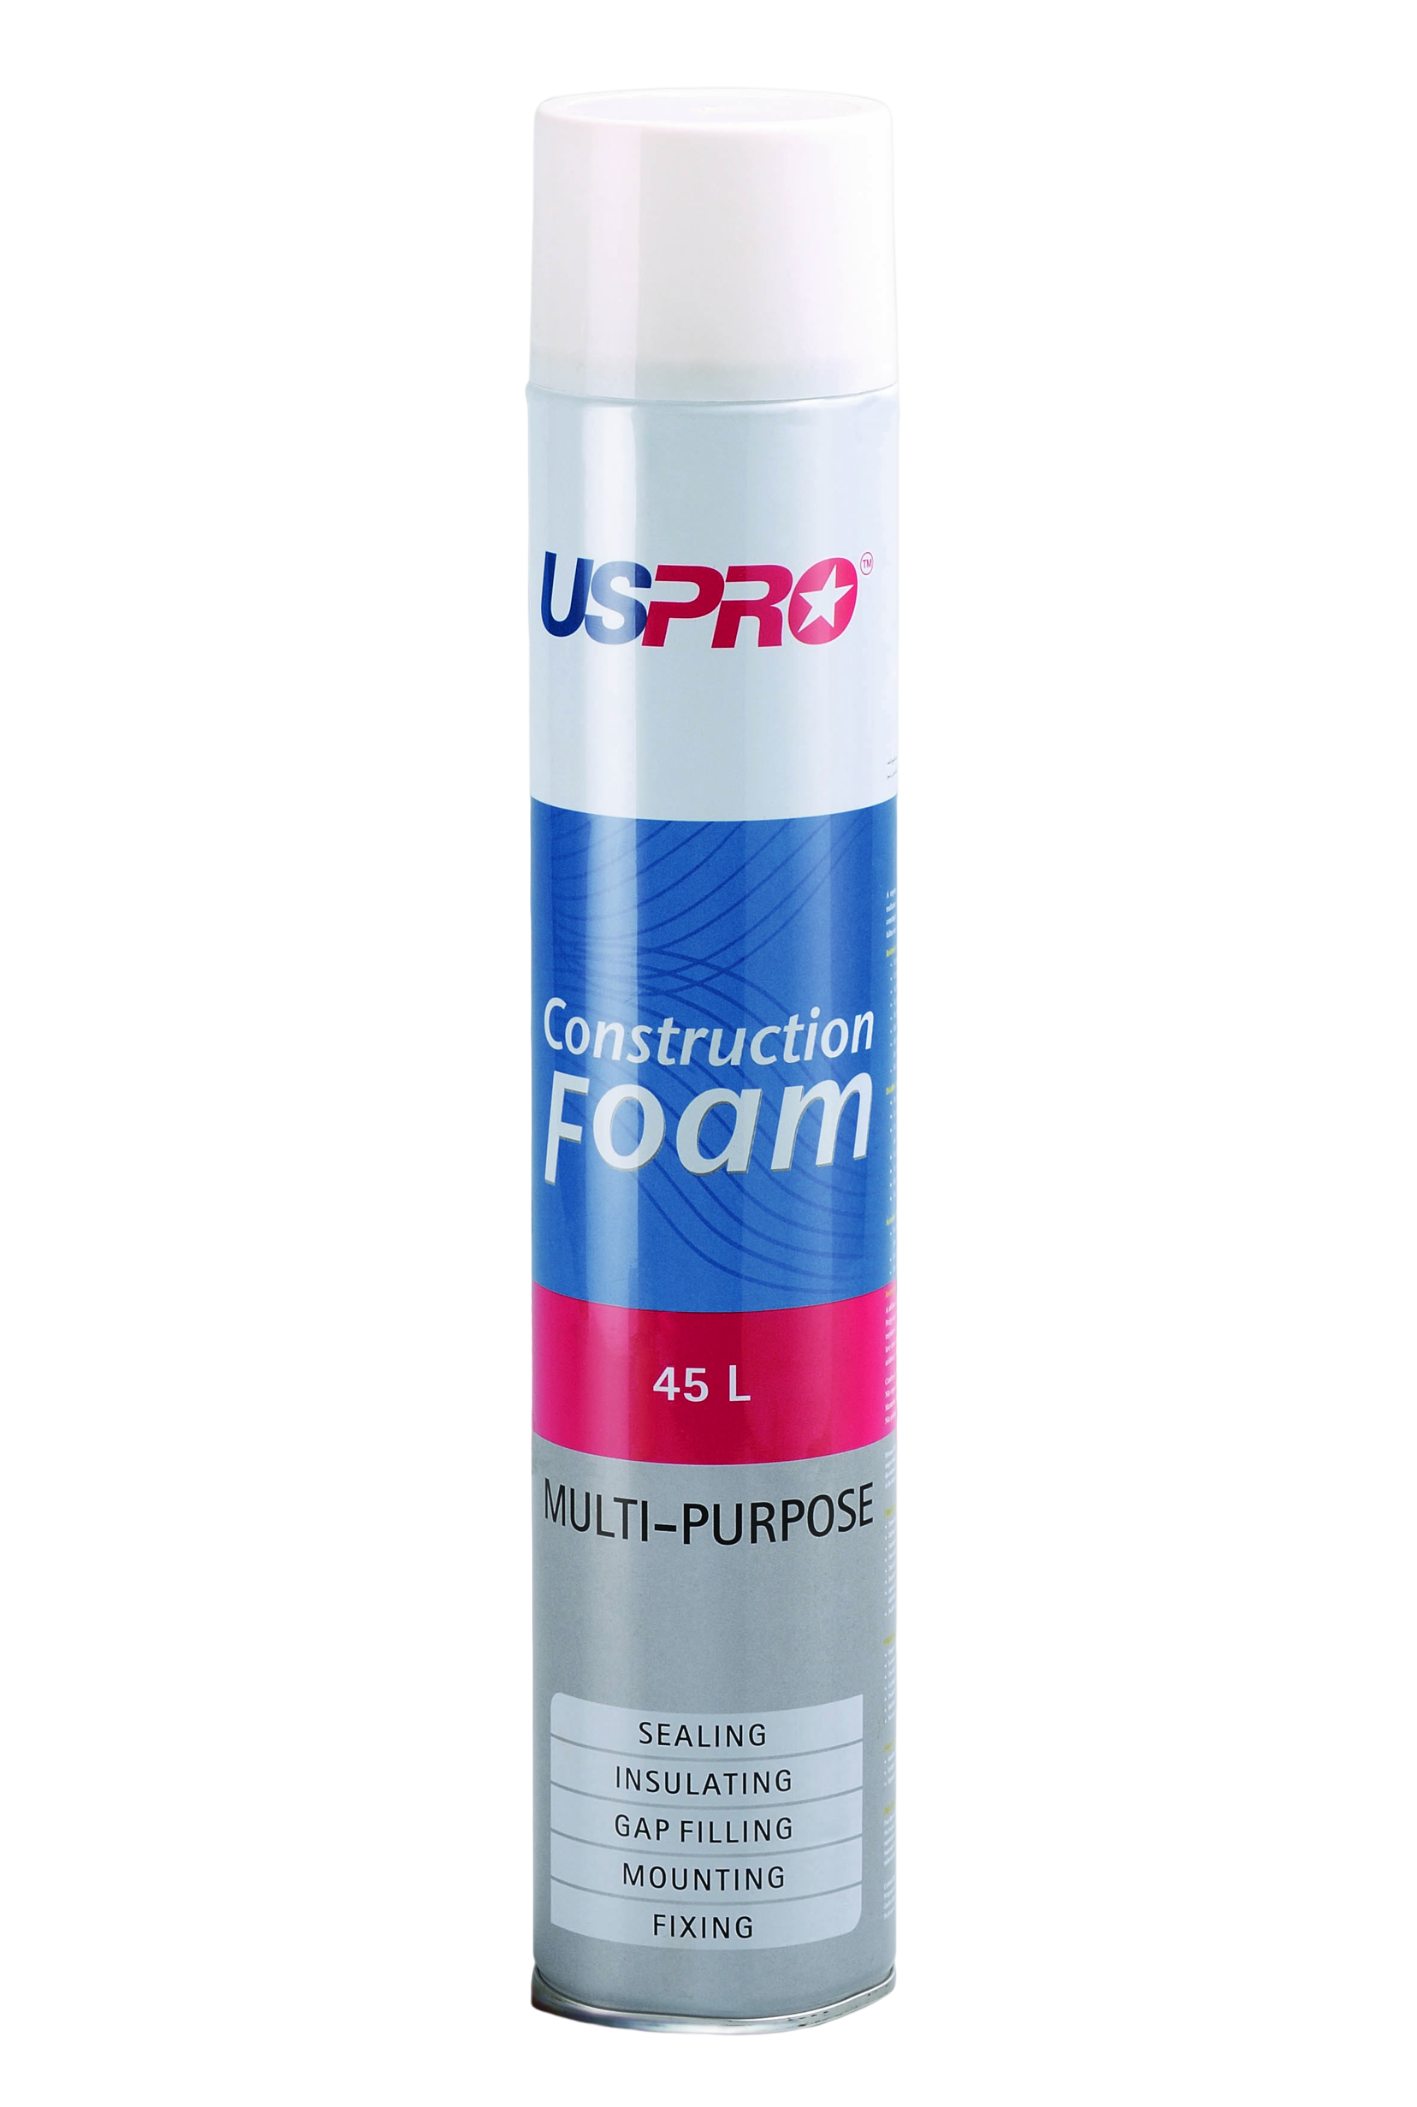 USPRO™
Construction
Foam
45 L
MULTI-PURPOSE
SEALING
INSULATING
GAP FILLING
MOUNTING
FIXING